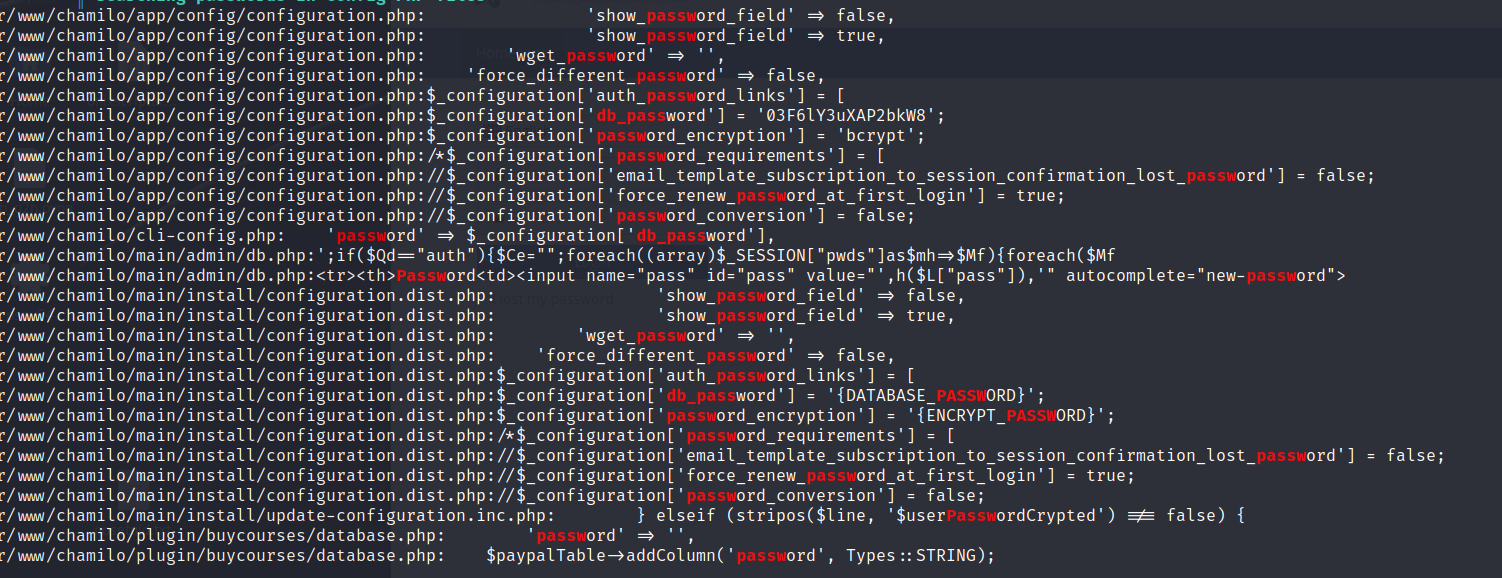 r/www/chamilo/app/config/configuration.php:                'show_password_field' => false,
r/www/chamilo/app/config/configuration.php:                'show_password_field' => true,
r/www/chamilo/app/config/configuration.php:        'wget_password' => '',
r/www/chamilo/app/config/configuration.php:    'force_different_password' => false,
r/www/chamilo/app/config/configuration.php:$_configuration['auth_password_links'] = [
r/www/chamilo/app/config/configuration.php:$_configuration['db_password'] = '03F6lY3uXAP2bkW8';
r/www/chamilo/app/config/configuration.php:$_configuration['password_encryption'] = 'bcrypt';
r/www/chamilo/app/config/configuration.php:/*$_configuration['password_requirements'] = [
r/www/chamilo/app/config/configuration.php://$_configuration['email_template_subscription_to_session_confirmation_lost_password'] = false;
r/www/chamilo/app/config/configuration.php://$_configuration['force_renew_password_at_first_login'] = true;
r/www/chamilo/app/config/configuration.php://$_configuration['password_conversion'] = false;
r/www/chamilo/cli-config.php:    'password' => $_configuration['db_password'],
r/www/chamilo/main/admin/db.php:';if($Qd=="auth"){$Ce="";foreach((array)$_SESSION["pwds"]as$mh=>$Mf){foreach($Mf
r/www/chamilo/main/admin/db.php:<tr><th>Password<td><input name="pass" id="pass" value="',h($L["pass"]),'" autocomplete="new-password">
r/www/chamilo/main/install/configuration.dist.php:                'show_password_field' => false,
r/www/chamilo/main/install/configuration.dist.php:                'show_password_field' => true,
r/www/chamilo/main/install/configuration.dist.php:        'wget_password' => '',
r/www/chamilo/main/install/configuration.dist.php:    'force_different_password' => false,
r/www/chamilo/main/install/configuration.dist.php:$_configuration['auth_password_links'] = [
r/www/chamilo/main/install/configuration.dist.php:$_configuration['db_password'] = '{DATABASE_PASSWORD}';
r/www/chamilo/main/install/configuration.dist.php:$_configuration['password_encryption'] = '{ENCRYPT_PASSWORD}';
r/www/chamilo/main/install/configuration.dist.php:/*$_configuration['password_requirements'] = [
r/www/chamilo/main/install/configuration.dist.php://$_configuration['email_template_subscription_to_session_confirmation_lost_password'] = false;
r/www/chamilo/main/install/configuration.dist.php://$_configuration['force_renew_password_at_first_login'] = true;
r/www/chamilo/main/install/configuration.dist.php://$_configuration['password_conversion'] = false;
r/www/chamilo/main/install/update-configuration.inc.php:        } elseif (stripos($line, '$userPasswordCrypted') !== false) {
r/www/chamilo/plugin/buycourses/database.php:        'password' => '',
r/www/chamilo/plugin/buycourses/database.php:    $paypalTable->addColumn('password', Types::STRING);